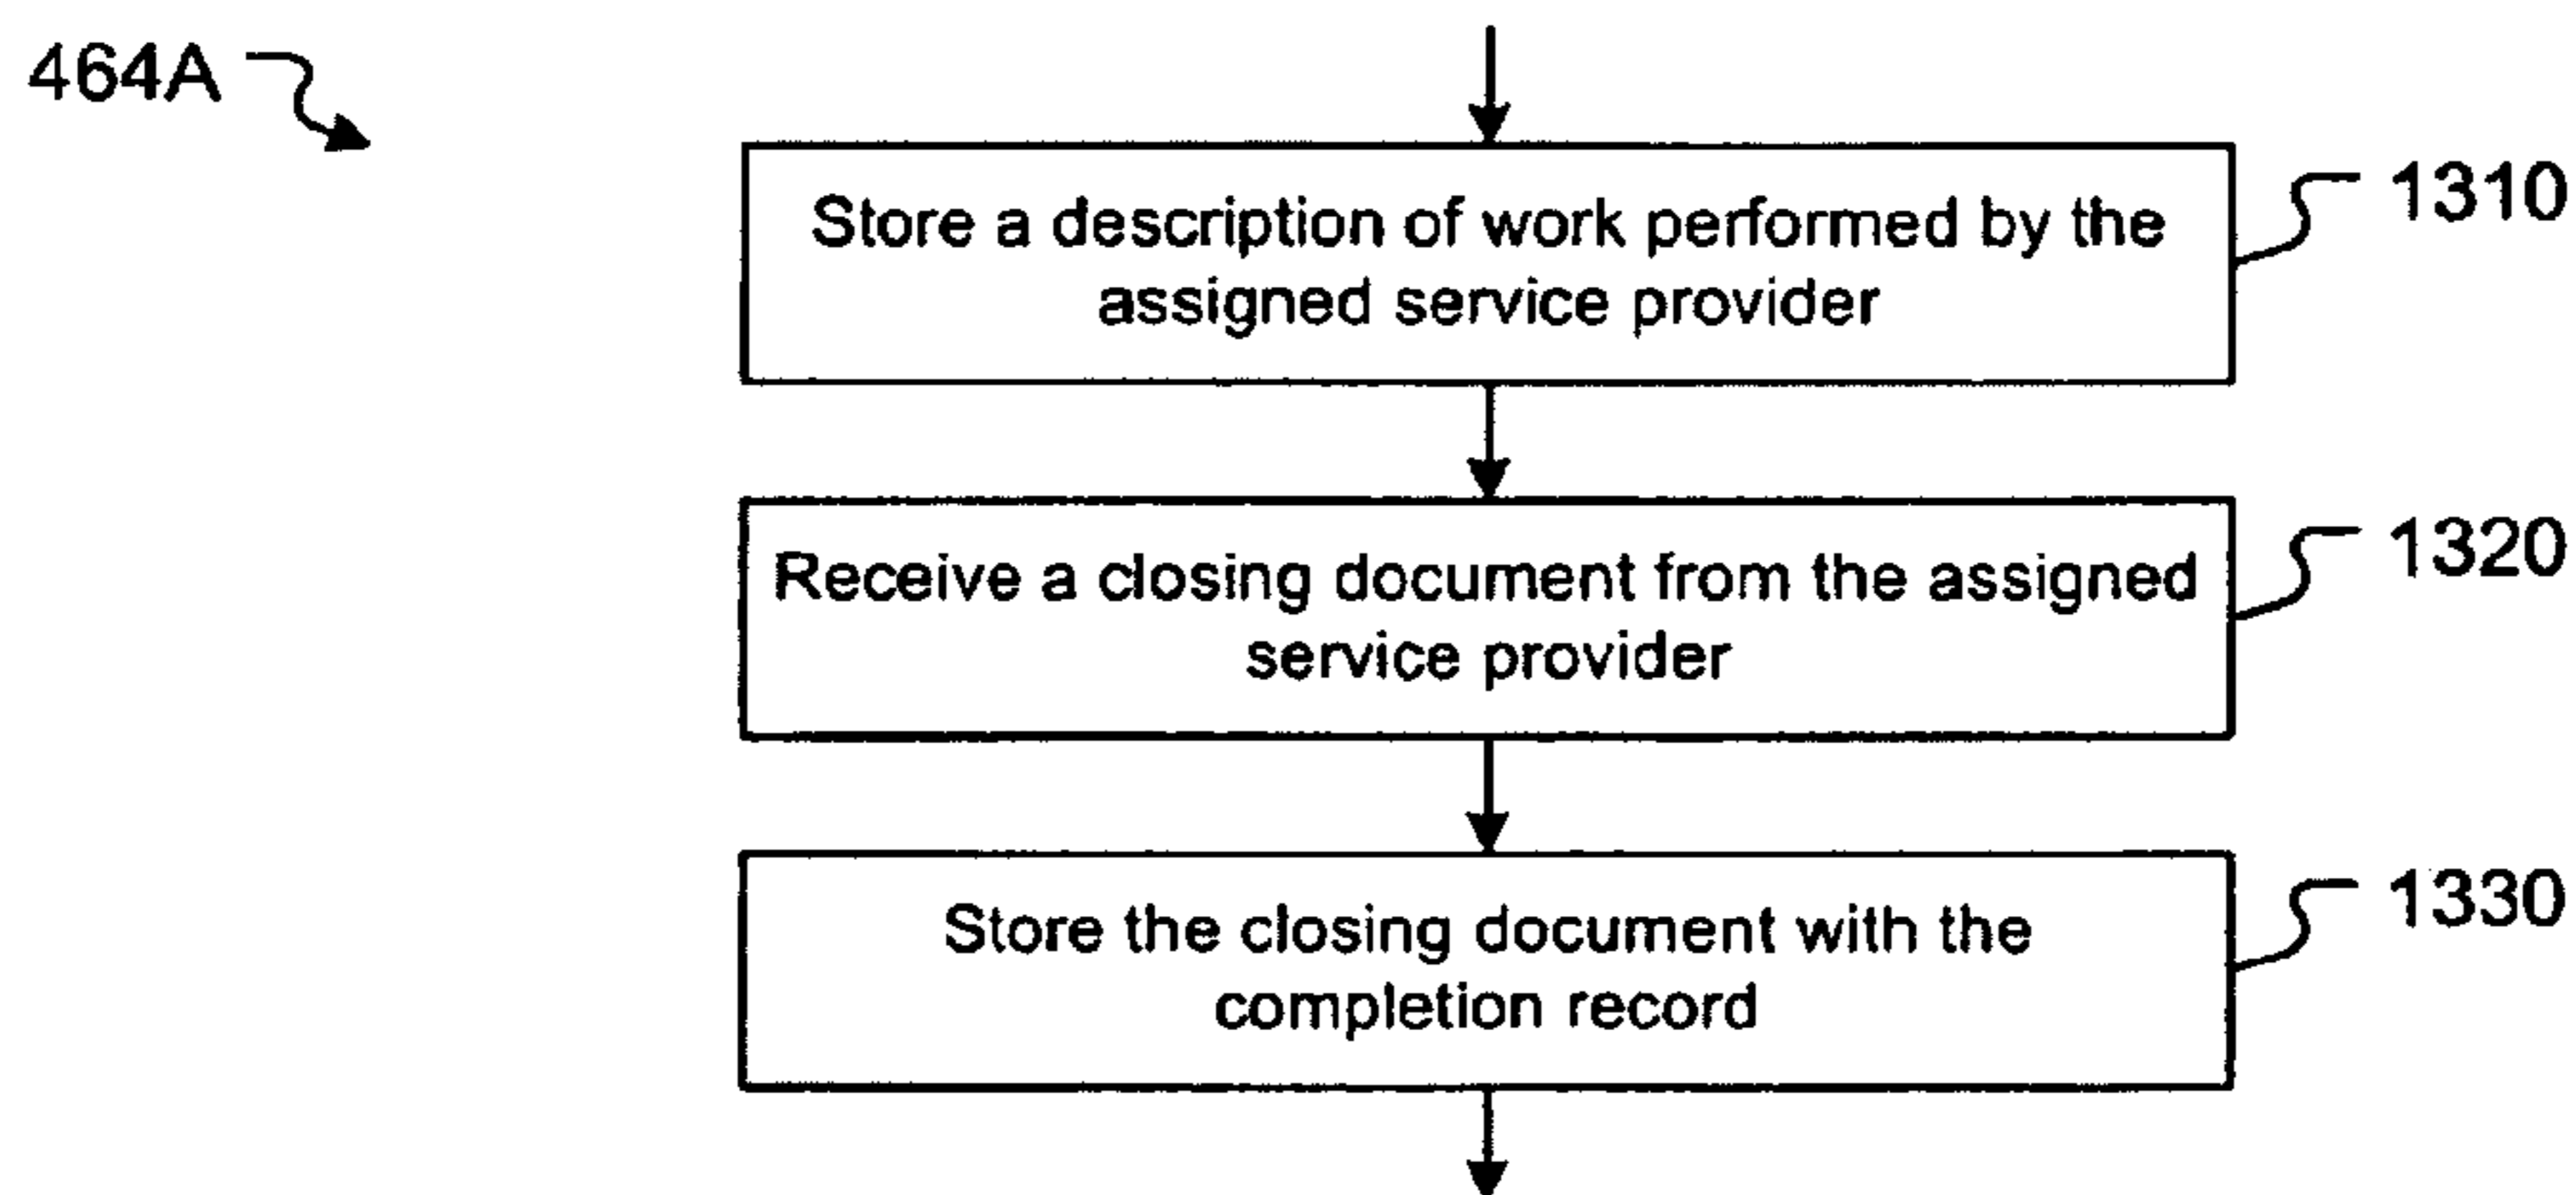 464A
Store a description of work performed by the
assigned service provider
1310
Receive a closing document from the assigned
service provider
1320
Store the closing document with the
completion record
1330